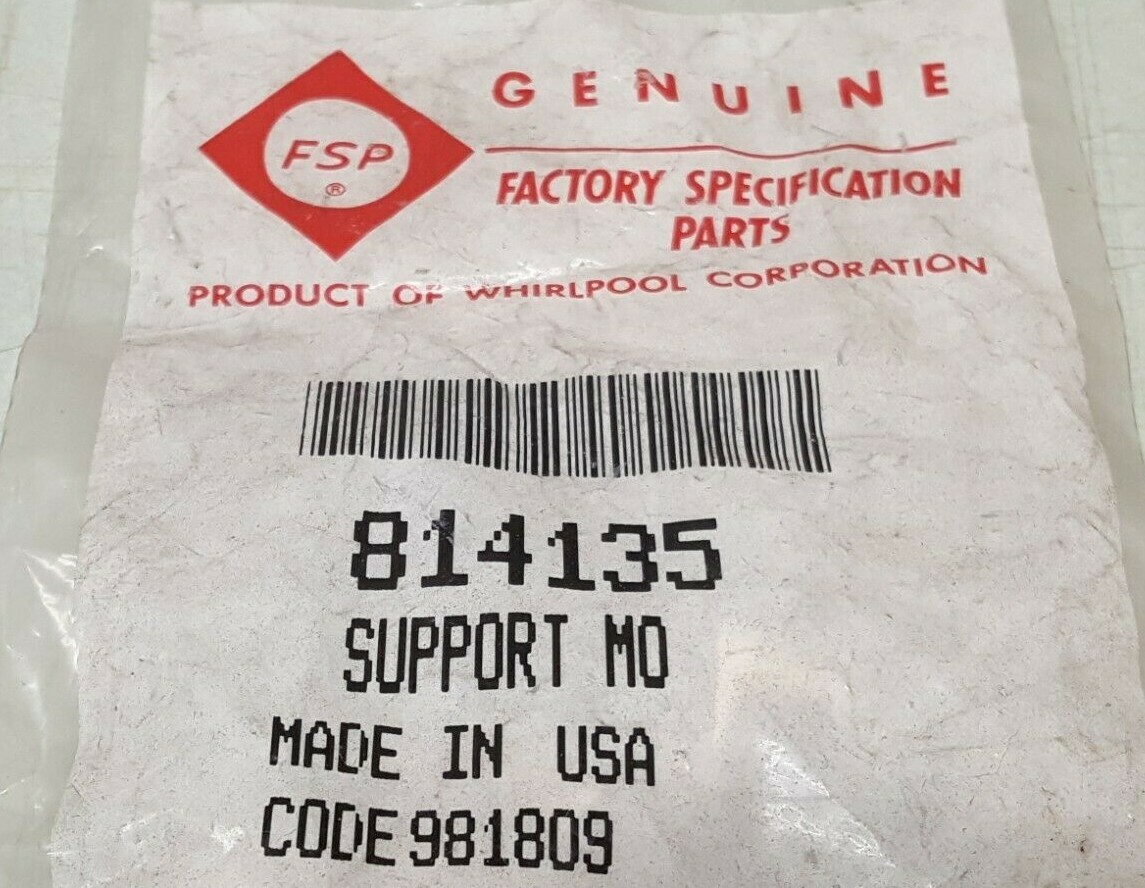 FSP
®
GENUINE
FACTORY SPECIFICATION
PARTS
PRODUCT OF WHIRLPOOL CORPORATION
814135
SUPPORT MO
MADE IN USA
CODE 981809